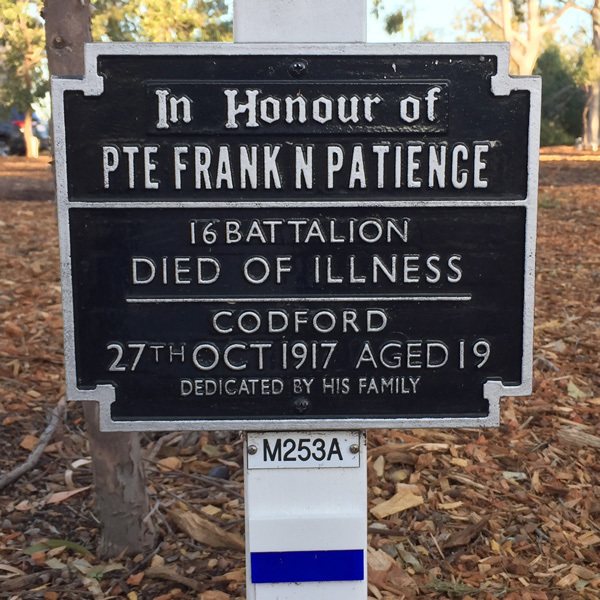 In Honour of
PTE FRANK N PATIENCE
16 BATTALION
DIED OF ILLNESS
CODFORD
27TH OCT 1917 AGED 19
DEDICATED BY HIS FAMILY
M253A